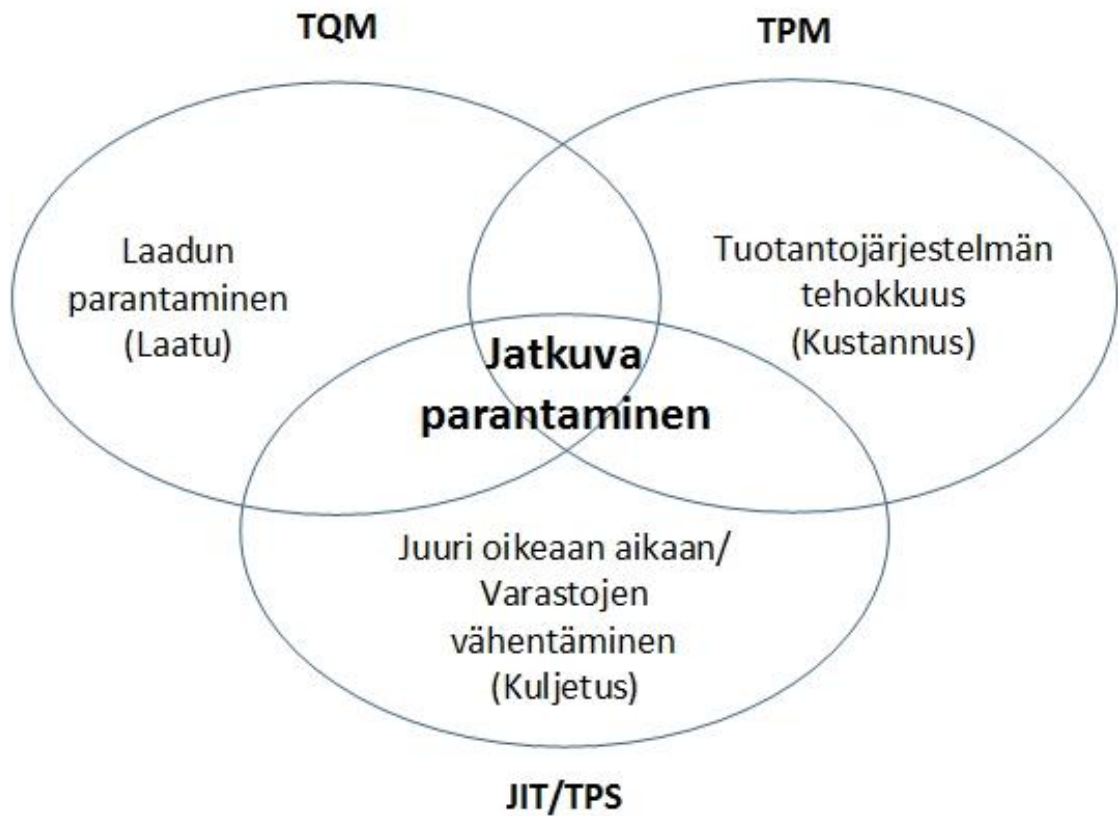 TQM
TPM
Laadun
parantaminen
(Laatu)
Tuotantojärjestelmän
tehokkuus
(Kustannus)
Jatkuva
parantaminen
Juuri oikeaan aikaan/
Varastojen
vähentäminen
(Kuljetus)
JIT/TPS